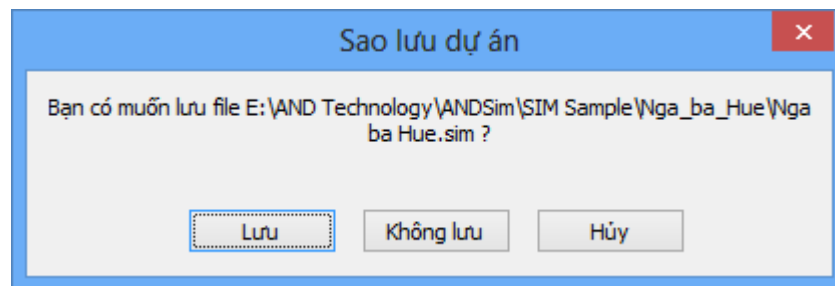 Sao lưu dự án
Bạn có muốn lưu file E:\AND Technology\ANDSim\SIM Sample\Nga_ba_Hue\Nga
ba Hue.sim ?
Lưu
Không lưu
Hủy